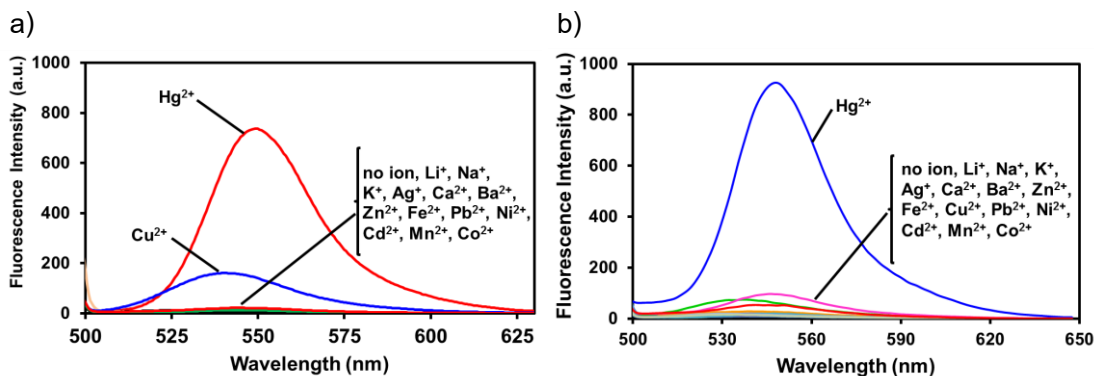 a)
1000
800
600
400
200
0
Fluorescence Intensity (a.u.)
Hg²⁺
Cu²⁺
no ion, Li⁺, Na⁺,
K⁺, Ag⁺, Ca²⁺, Ba²⁺,
Zn²⁺, Fe²⁺, Pb²⁺, Ni²⁺,
Cd²⁺, Mn²⁺, Co²⁺
500 525 550 575 600 625
Wavelength (nm)
b)
1000
800
600
400
200
0
Fluorescence Intensity (a.u.)
Hg²⁺
no ion, Li⁺, Na⁺, K⁺,
Ag⁺, Ca²⁺, Ba²⁺, Zn²⁺,
Fe²⁺, Cu²⁺, Pb²⁺, Ni²⁺,
Cd²⁺, Mn²⁺, Co²⁺
500 530 560 590 620 650
Wavelength (nm)